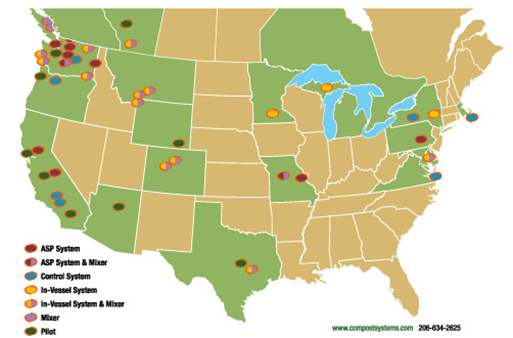 ASP System
ASP System & Mixer
Control System
In-Vessel System
In-Vessel System & Mixer
Mixer
Pilot
www.compostsystems.com 206-634-2625